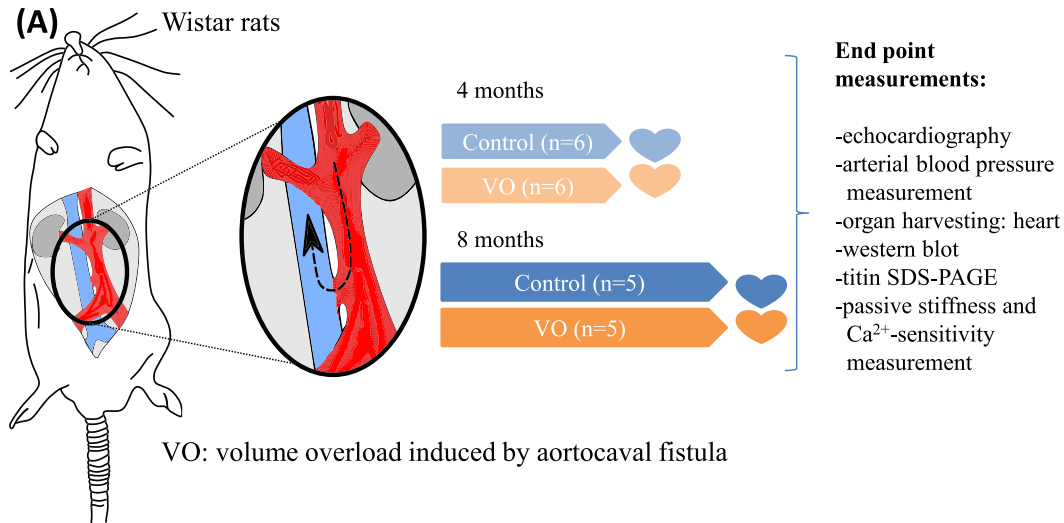 (A)
Wistar rats
4 months
Control (n=6)
VO (n=6)
8 months
Control (n=5)
VO (n=5)
End point
measurements:
-echocardiography
-arterial blood pressure
measurement
-organ harvesting: heart
-western blot
-titin SDS-PAGE
-passive stiffness and
Ca²⁺-sensitivity
measurement
VO: volume overload induced by aortocaval fistula